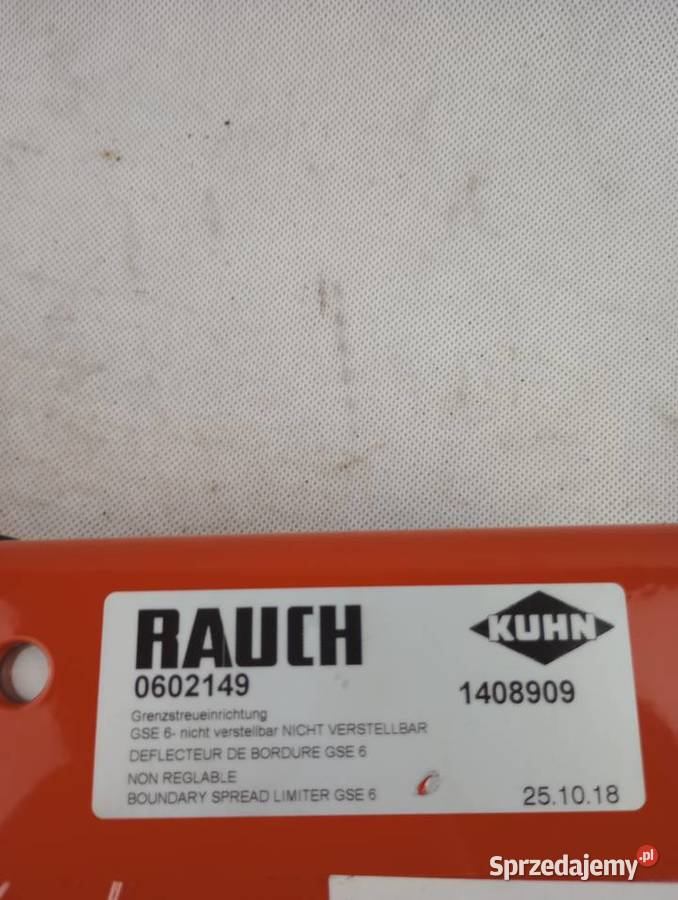 RAUCH
KUHN
0602149
1408909
Grenzstreueinrichtung
GSE 6- nicht verstellbar NICHT VERSTELLBAR
DEFLECTEUR DE BORDURE GSE 6
NON REGLABLE
BOUNDARY SPREAD LIMITER GSE 6
25.10.18
Sprzedajemy.pl